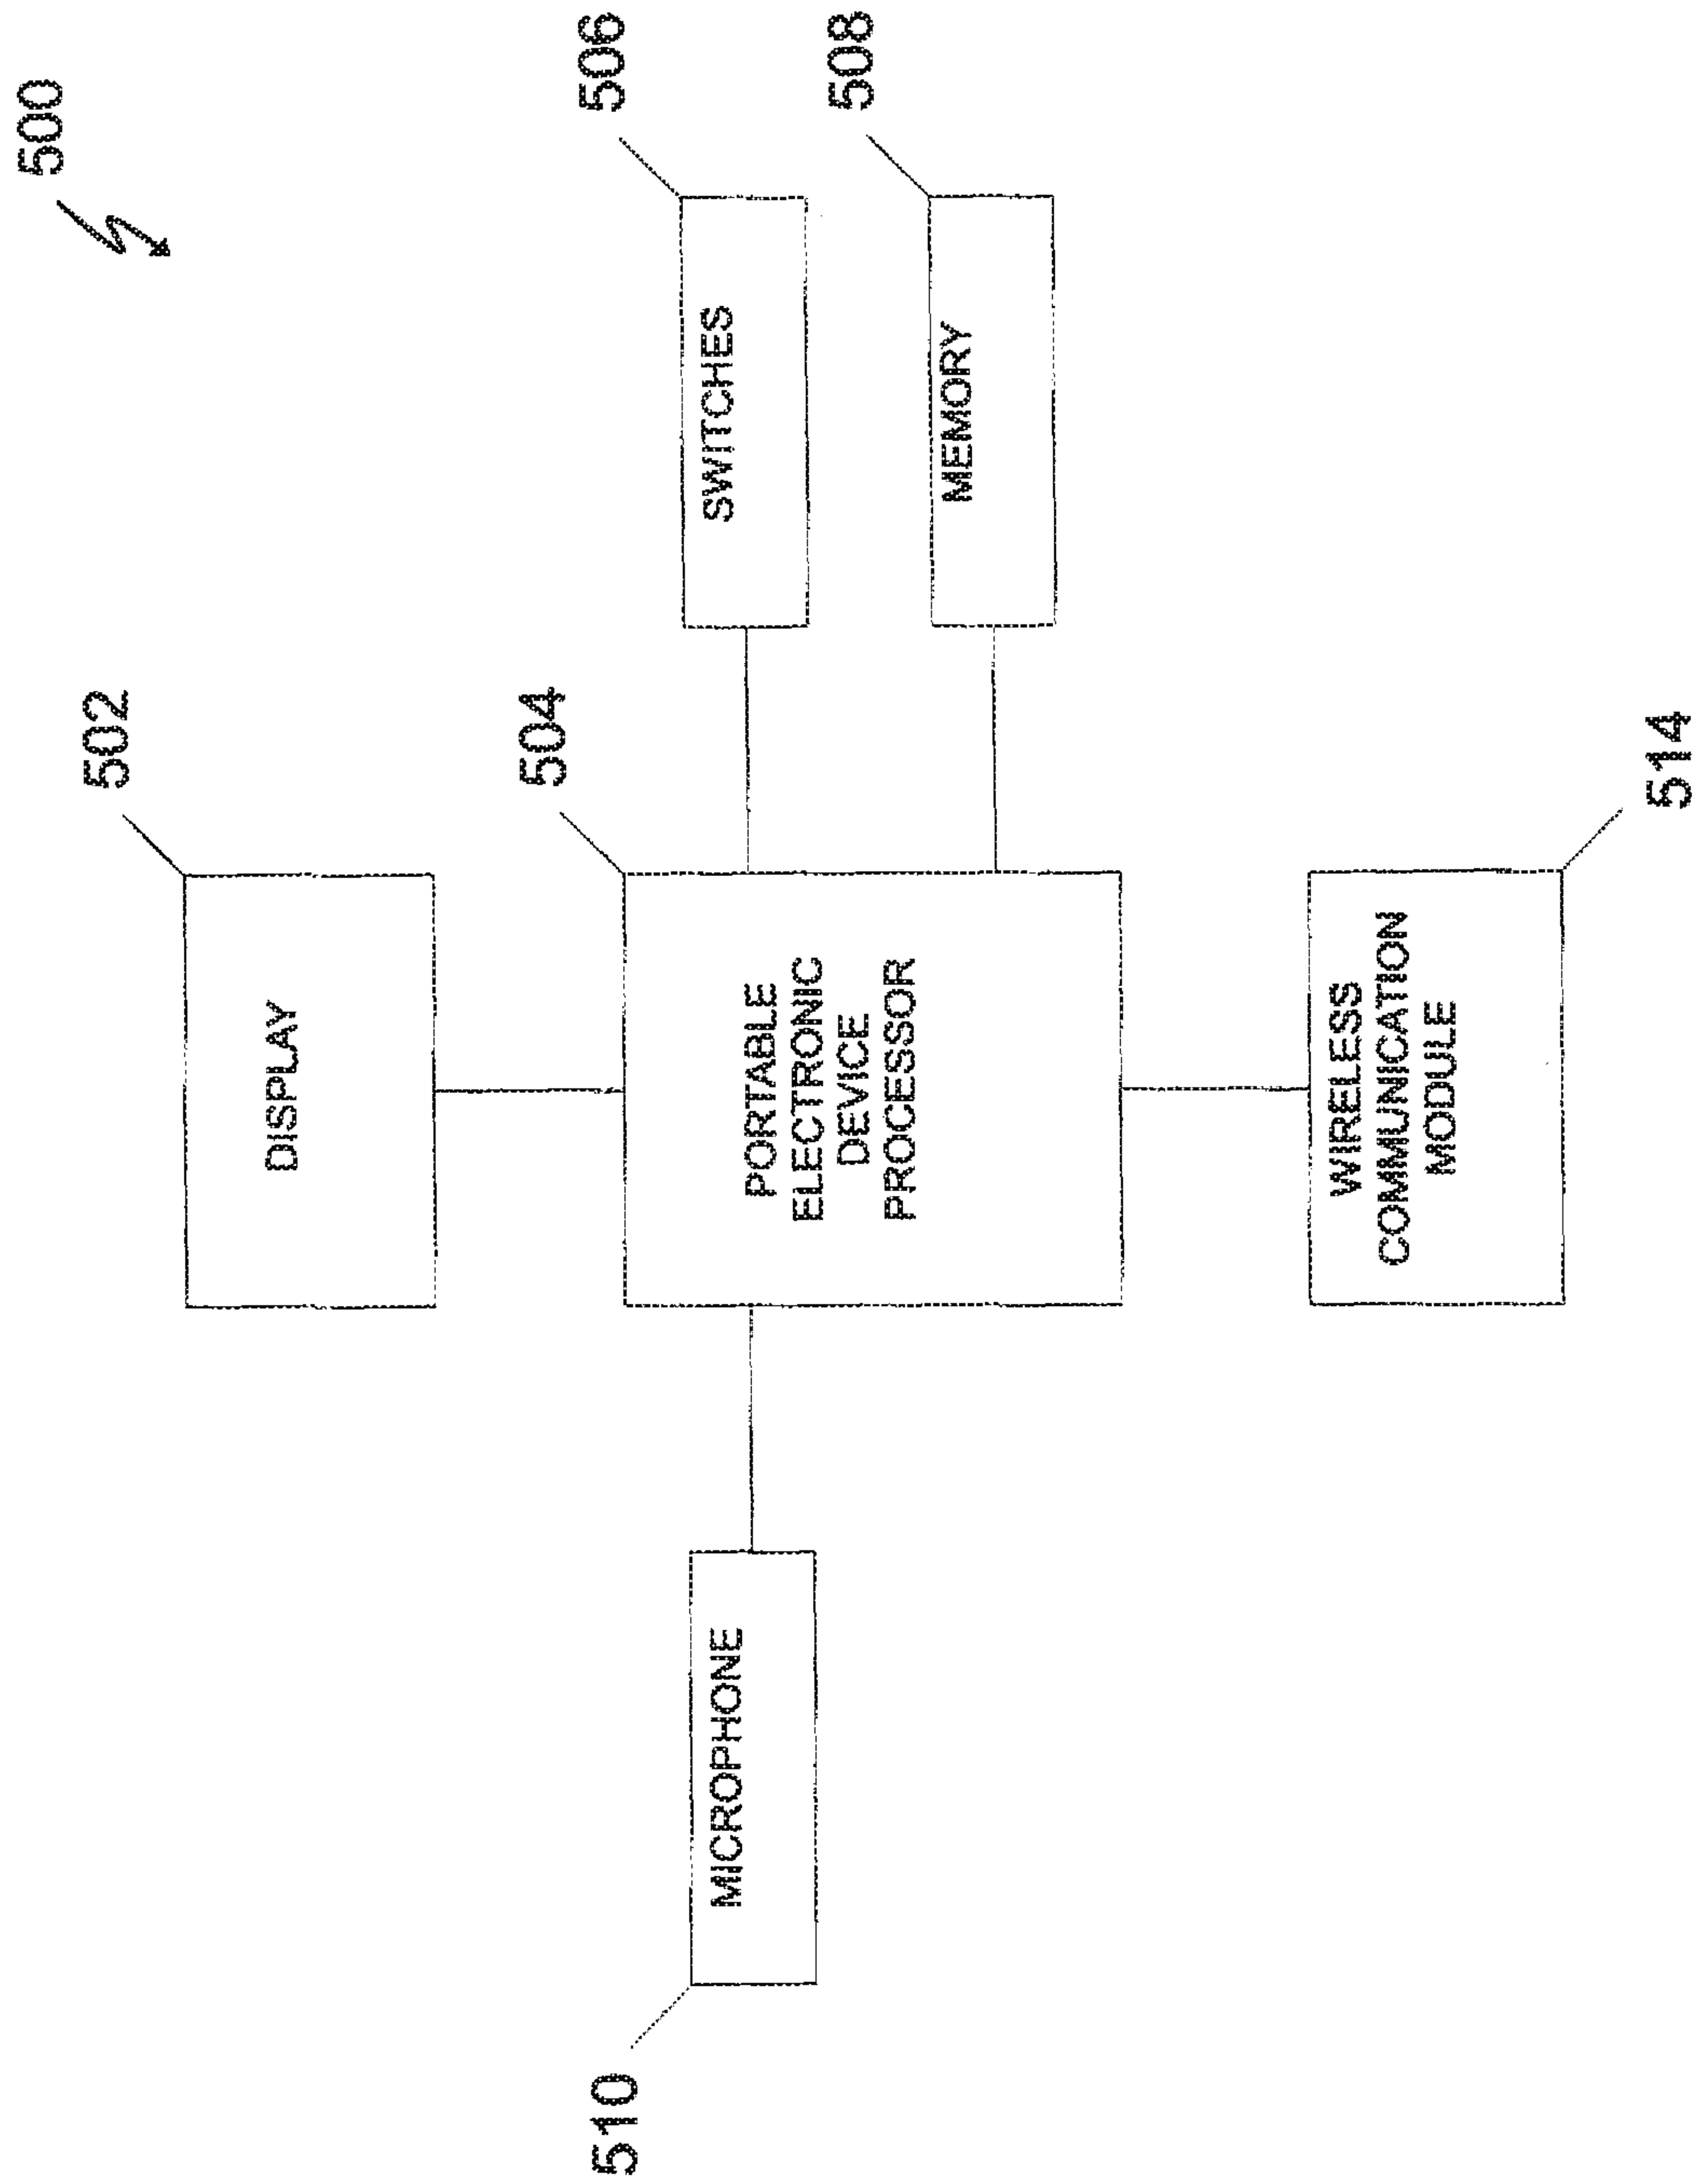 500
502
DISPLAY
504
PORTABLE
ELECTRONIC
DEVICE
PROCESSOR
506
SWITCHES
508
MEMORY
510
MICROPHONE
WIRELESS
COMMUNICATION
MODULE
514